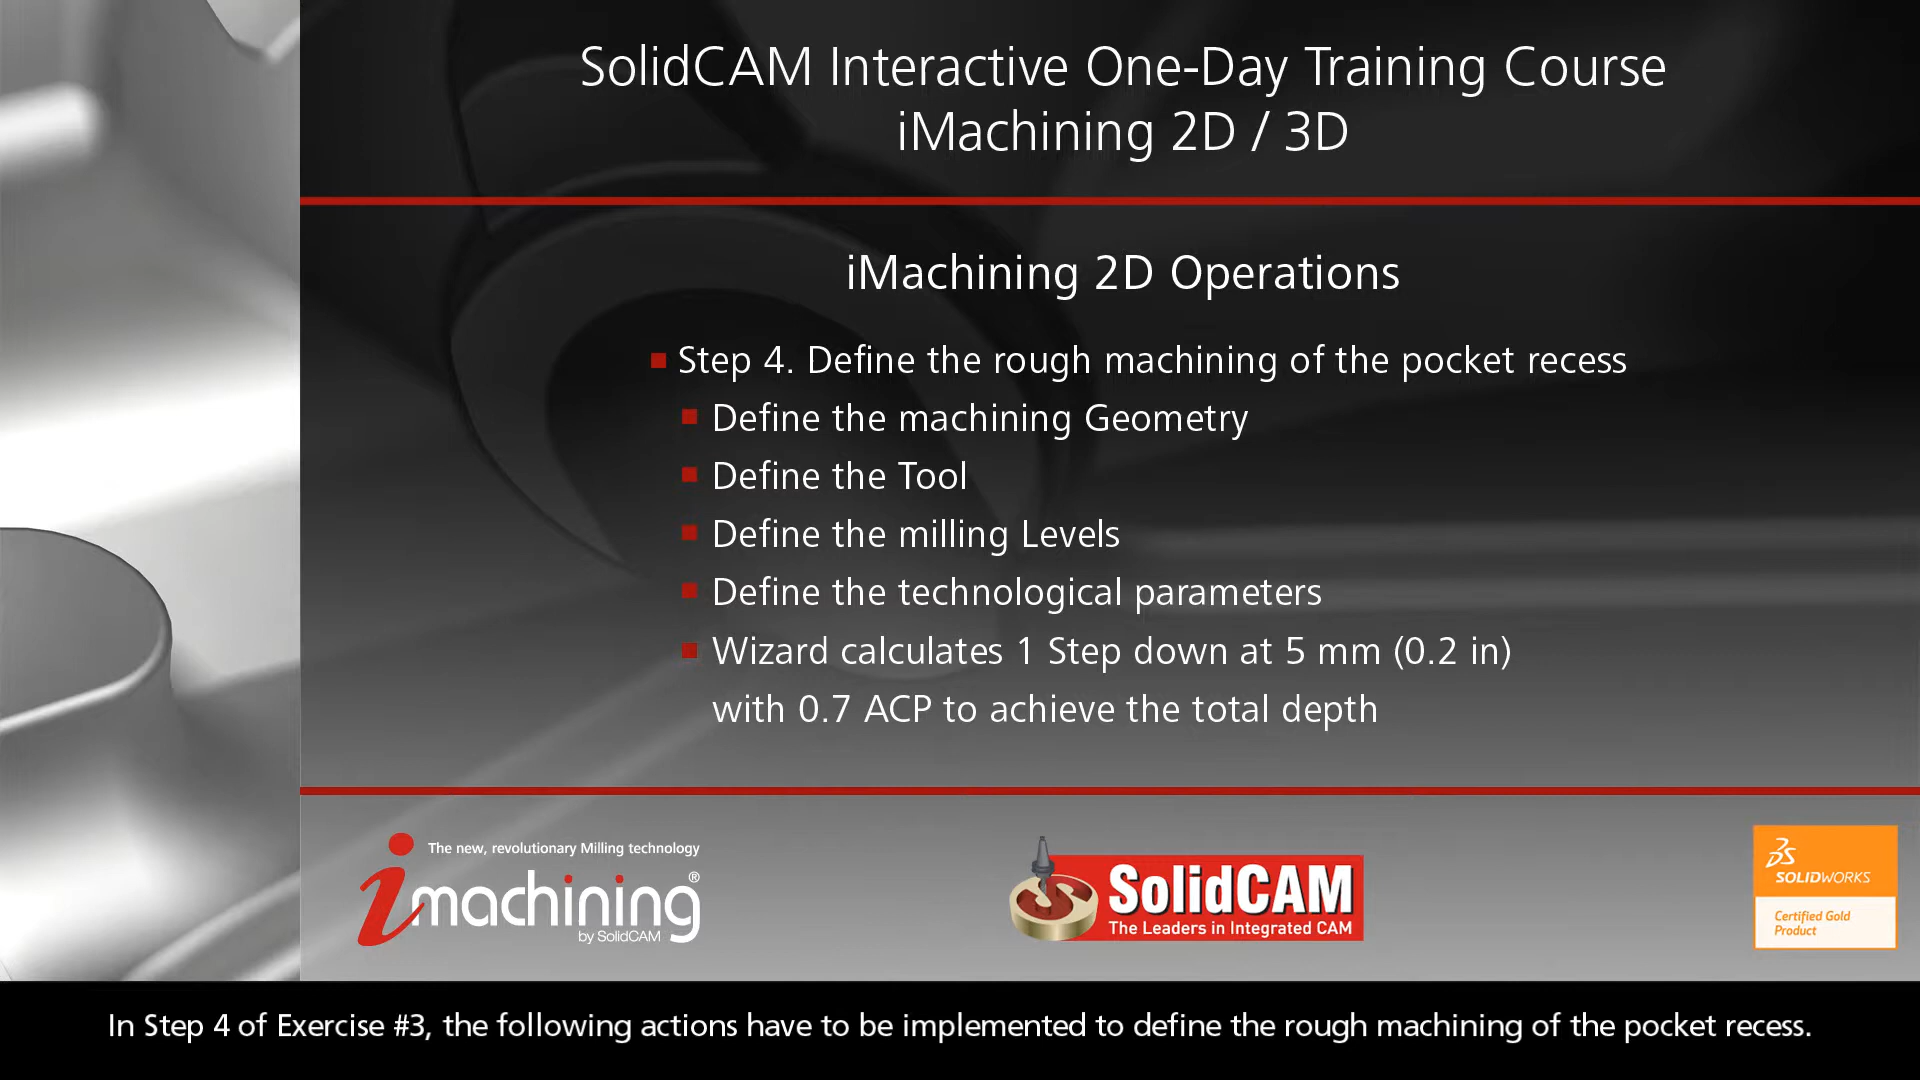 SolidCAM Interactive One-Day Training Course
iMachining 2D / 3D
iMachining 2D Operations
Step 4. Define the rough machining of the pocket recess
Define the machining Geometry
Define the Tool
Define the milling Levels
Define the technological parameters
Wizard calculates 1 Step down at 5 mm (0.2 in)
with 0.7 ACP to achieve the total depth
The new, revolutionary Milling technology
imachining®
by SolidCAM
SolidCAM
The Leaders in Integrated CAM
3DS
SOLIDWORKS
Certified Gold
Product
In Step 4 of Exercise #3, the following actions have to be implemented to define the rough machining of the pocket recess.